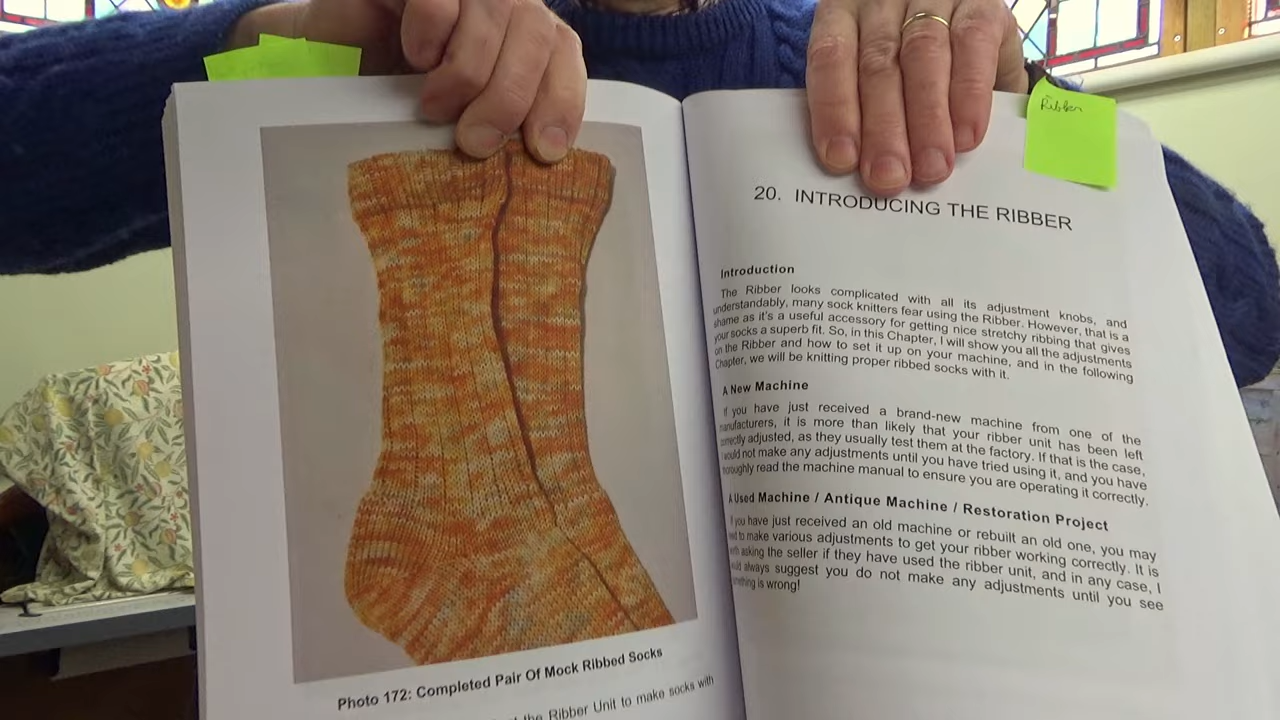 Photo 172: Completed Pair Of Mock Ribbed Socks
the Ribber Unit to make socks with
Ribber
20. INTRODUCING THE RIBBER
Introduction
The Ribber looks complicated with all its adjustment knobs, and
understandably, many sock knitters fear using the Ribber. However, that is a
shame as it's a useful accessory for getting nice stretchy ribbing that gives
your socks a superb fit. So, in this Chapter, I will show you all the adjustments
on the Ribber and how to set it up on your machine, and in the following
Chapter, we will be knitting proper ribbed socks with it.
A New Machine
If you have just received a brand-new machine from one of the
manufacturers, it is more than likely that your ribber unit has been left
correctly adjusted, as they usually test them at the factory. If that is the case,
would not make any adjustments until you have tried using it, and you have
thoroughly read the machine manual to ensure you are operating it correctly.
A Used Machine / Antique Machine / Restoration Project
If you have just received an old machine or rebuilt an old one, you may
to make various adjustments to get your ribber working correctly. It is
asking the seller if they have used the ribber unit, and in any case, I
always suggest you do not make any adjustments until you see
is wrong!